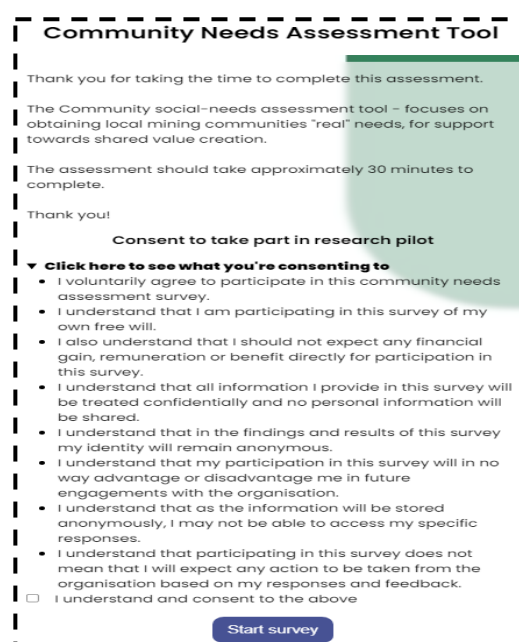 Community Needs Assessment Tool
Thank you for taking the time to complete this assessment.
The Community social-needs assessment tool - focuses on
obtaining local mining communities "real" needs, for support
towards shared value creation.
The assessment should take approximately 30 minutes to
complete.
Thank you!
Consent to take part in research pilot
▼ Click here to see what you're consenting to
• I voluntarily agree to participate in this community needs
assessment survey.
• I understand that I am participating in this survey of my
own free will.
• I also understand that I should not expect any financial
gain, remuneration or benefit directly for participation in
this survey.
• I understand that all information I provide in this survey will
be treated confidentially and no personal information will
be shared.
• I understand that in the findings and results of this survey
my identity will remain anonymous.
• I understand that my participation in this survey will in no
way advantage or disadvantage me in future
engagements with the organisation.
• I understand that as the information will be stored
anonymously, I may not be able to access my specific
responses.
• I understand that participating in this survey does not
mean that I will expect any action to be taken from the
organisation based on my responses and feedback.
I understand and consent to the above
Start survey